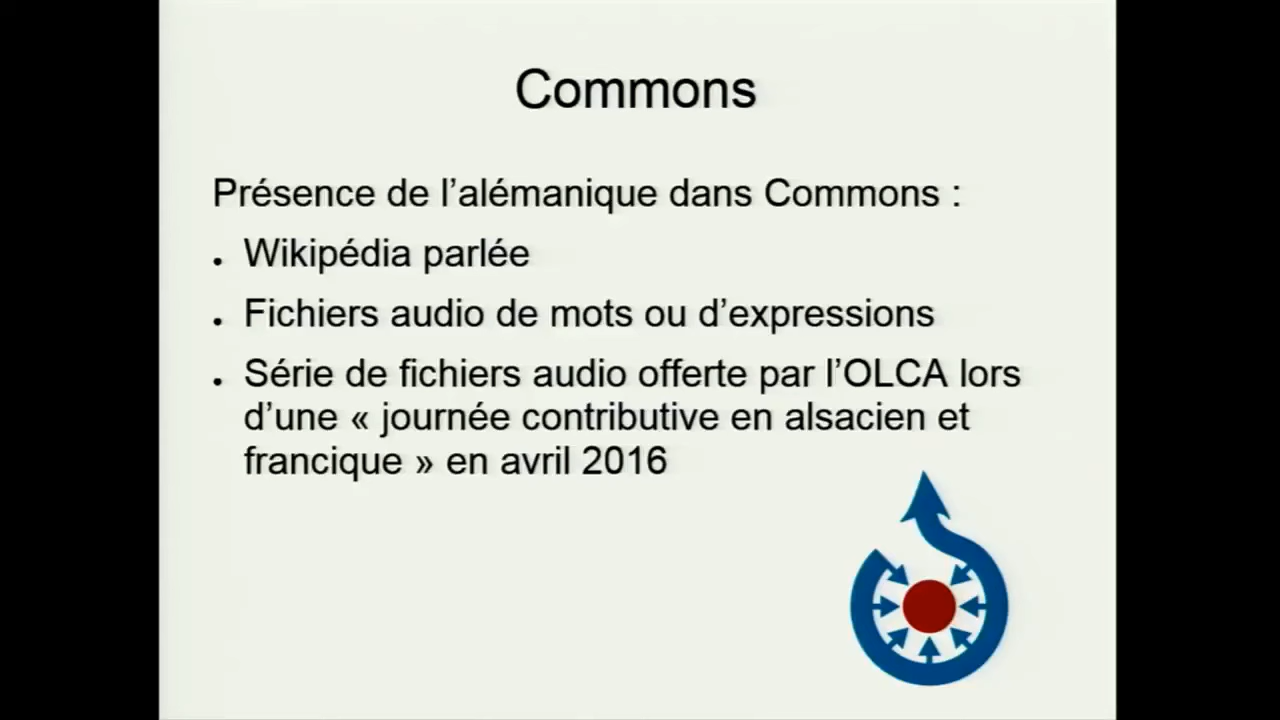 Commons
Présence de l’alémanique dans Commons :
• Wikipédia parlée
• Fichiers audio de mots ou d’expressions
• Série de fichiers audio offerte par l’OLCA lors
d’une « journée contributive en alsacien et
francique » en avril 2016